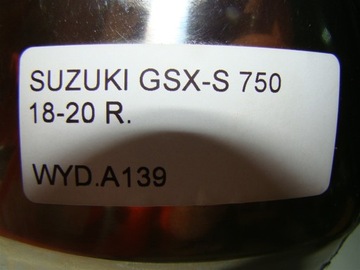 SUZUKI GSX-S 750
18-20 R.
WYD.A139